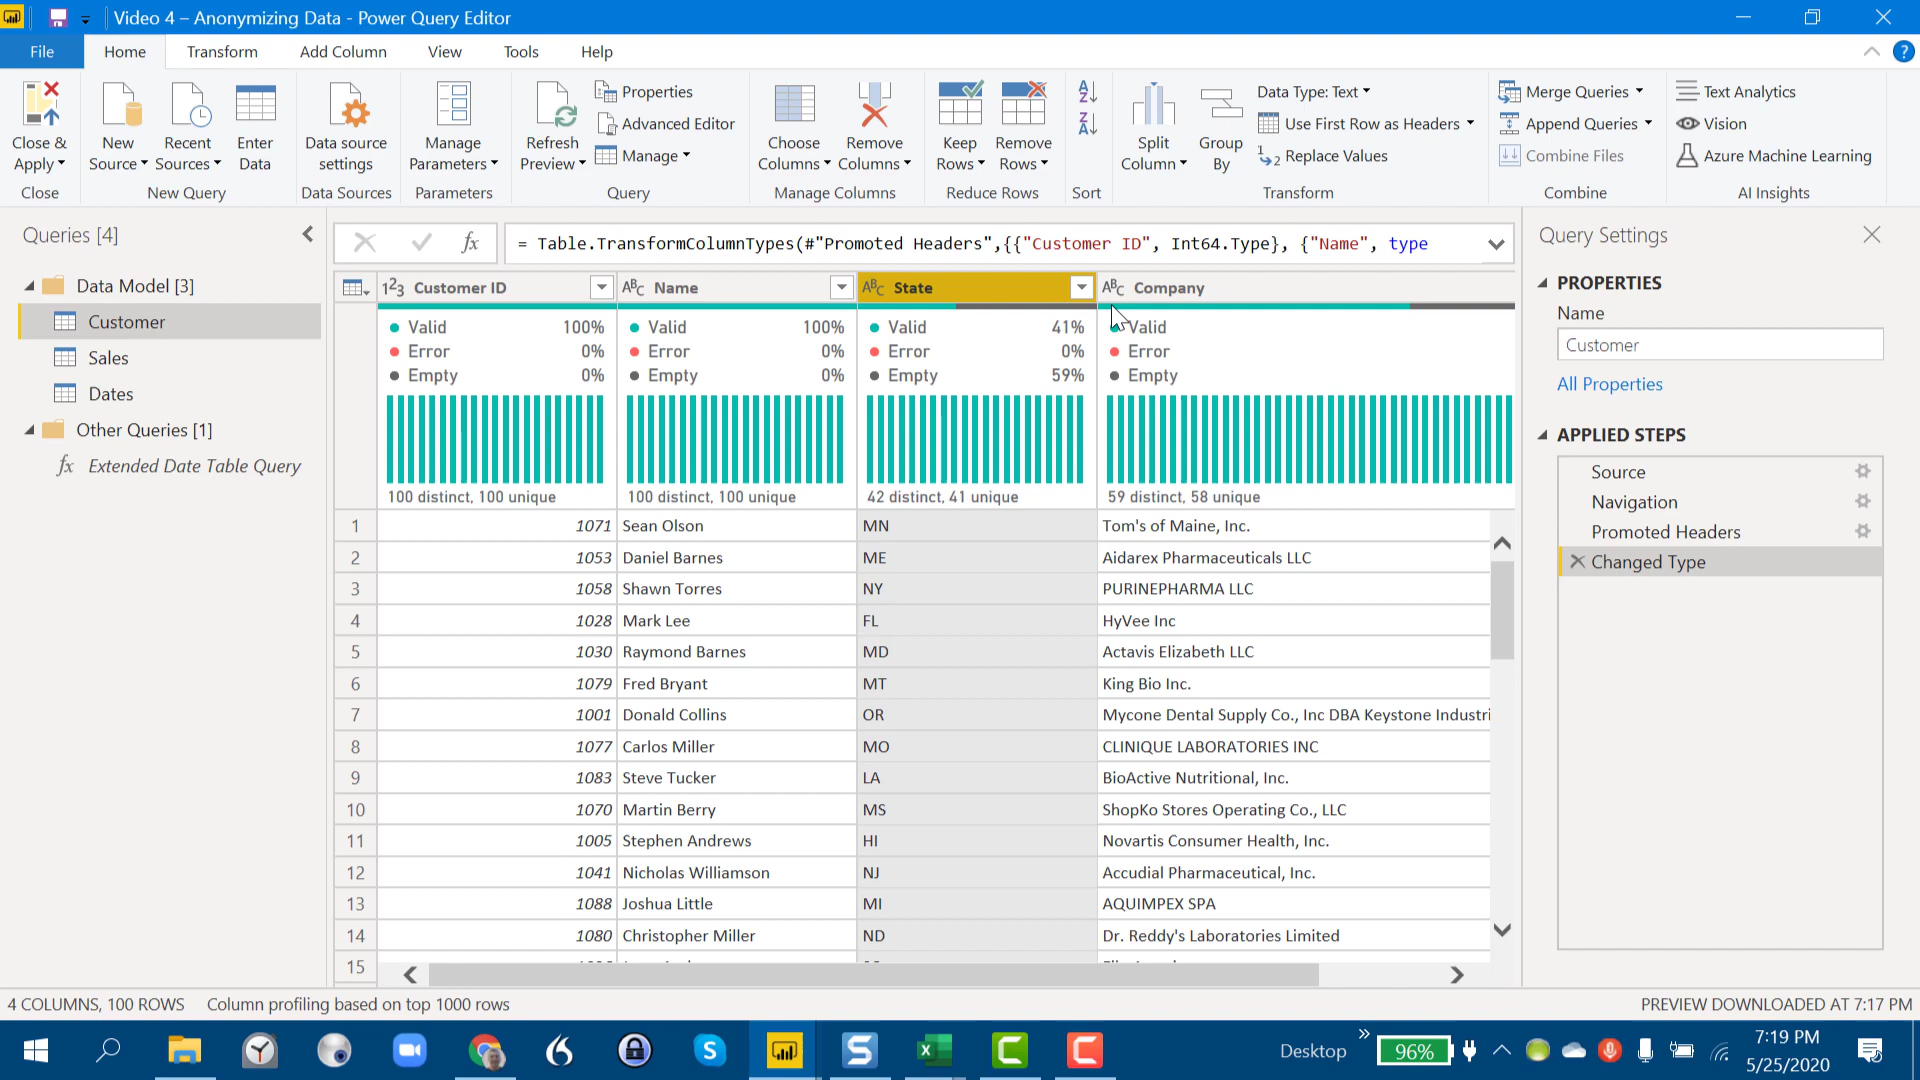 Video 4 – Anonymizing Data - Power Query Editor
File Home Transform Add Column View Tools Help
Close & Apply
Close
New Source
Recent Sources
Enter Data
New Query
Data source settings
Data Sources
Manage Parameters
Parameters
Refresh Preview
Properties
Advanced Editor
Manage
Query
Choose Columns
Remove Columns
Manage Columns
Keep Rows
Remove Rows
Reduce Rows
Sort
Split Column
Group By
Data Type: Text
Use First Row as Headers
Replace Values
Transform
Merge Queries
Append Queries
Combine Files
Combine
Text Analytics
Vision
Azure Machine Learning
AI Insights
Queries [4]
Data Model [3]
Customer
Sales
Dates
Other Queries [1]
fx Extended Date Table Query
fx = Table.TransformColumnTypes(#"Promoted Headers",{{"Customer ID", Int64.Type}, {"Name", type
123 Customer ID ABC Name ABC State ABC Company
Valid 100% Valid 100% Valid 41% Valid
Error 0% Error 0% Error 0% Error
Empty 0% Empty 0% Empty 59% Empty
100 distinct, 100 unique 100 distinct, 100 unique 42 distinct, 41 unique 59 distinct, 58 unique
1 1071 Sean Olson MN Tom's of Maine, Inc.
2 1053 Daniel Barnes ME Aidarex Pharmaceuticals LLC
3 1058 Shawn Torres NY PURINEPHARMA LLC
4 1028 Mark Lee FL HyVee Inc
5 1030 Raymond Barnes MD Actavis Elizabeth LLC
6 1079 Fred Bryant MT King Bio Inc.
7 1001 Donald Collins OR Mycone Dental Supply Co., Inc DBA Keystone Industri
8 1077 Carlos Miller MO CLINIQUE LABORATORIES INC
9 1083 Steve Tucker LA BioActive Nutritional, Inc.
10 1070 Martin Berry MS ShopKo Stores Operating Co., LLC
11 1005 Stephen Andrews HI Novartis Consumer Health, Inc.
12 1041 Nicholas Williamson NJ Accudial Pharmaceutical, Inc.
13 1088 Joshua Little MI AQUIMPEX SPA
14 1080 Christopher Miller ND Dr. Reddy's Laboratories Limited
15
Query Settings
PROPERTIES
Name
Customer
All Properties
APPLIED STEPS
Source
Navigation
Promoted Headers
Changed Type
4 COLUMNS, 100 ROWS Column profiling based on top 1000 rows
PREVIEW DOWNLOADED AT 7:17 PM
Desktop 96% 7:19 PM
5/25/2020